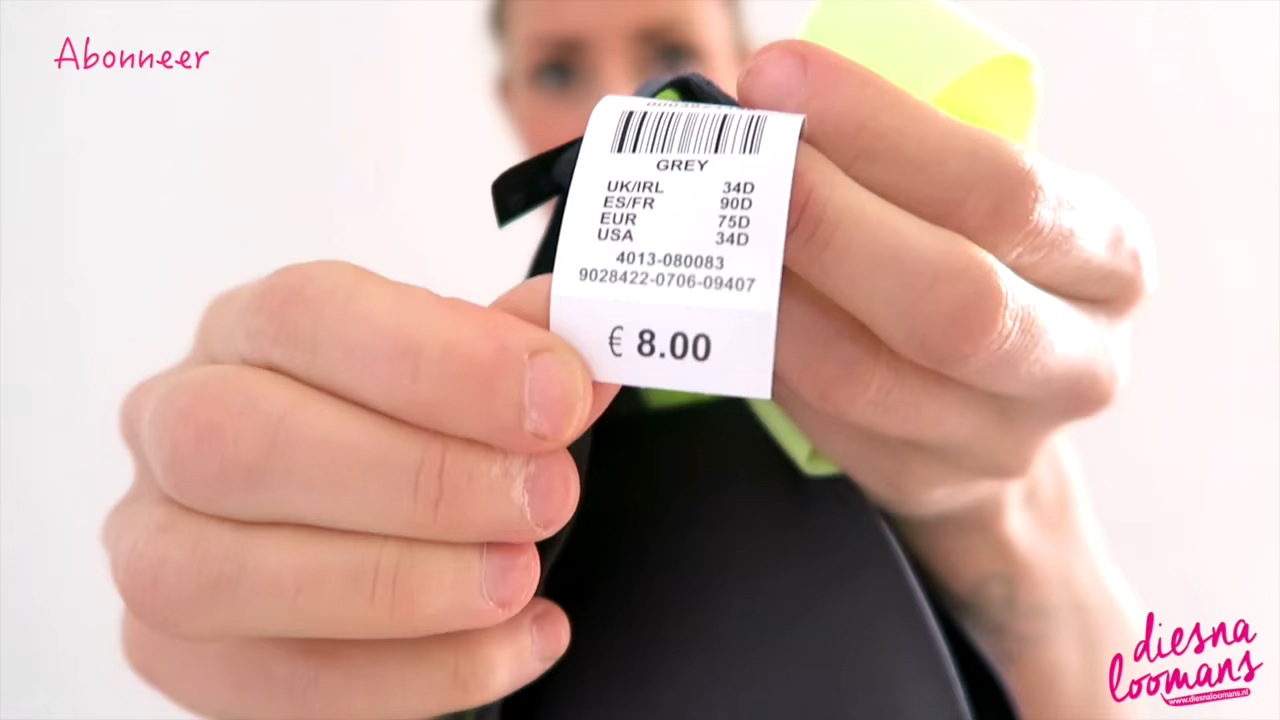 Abonneer
GREY
UK/IRL 34D
ES/FR 90D
EUR 75D
USA 34D
4013-080083
9028422-0706-09407
€ 8.00
diesna
loomans
www.diesnaloomans.nl